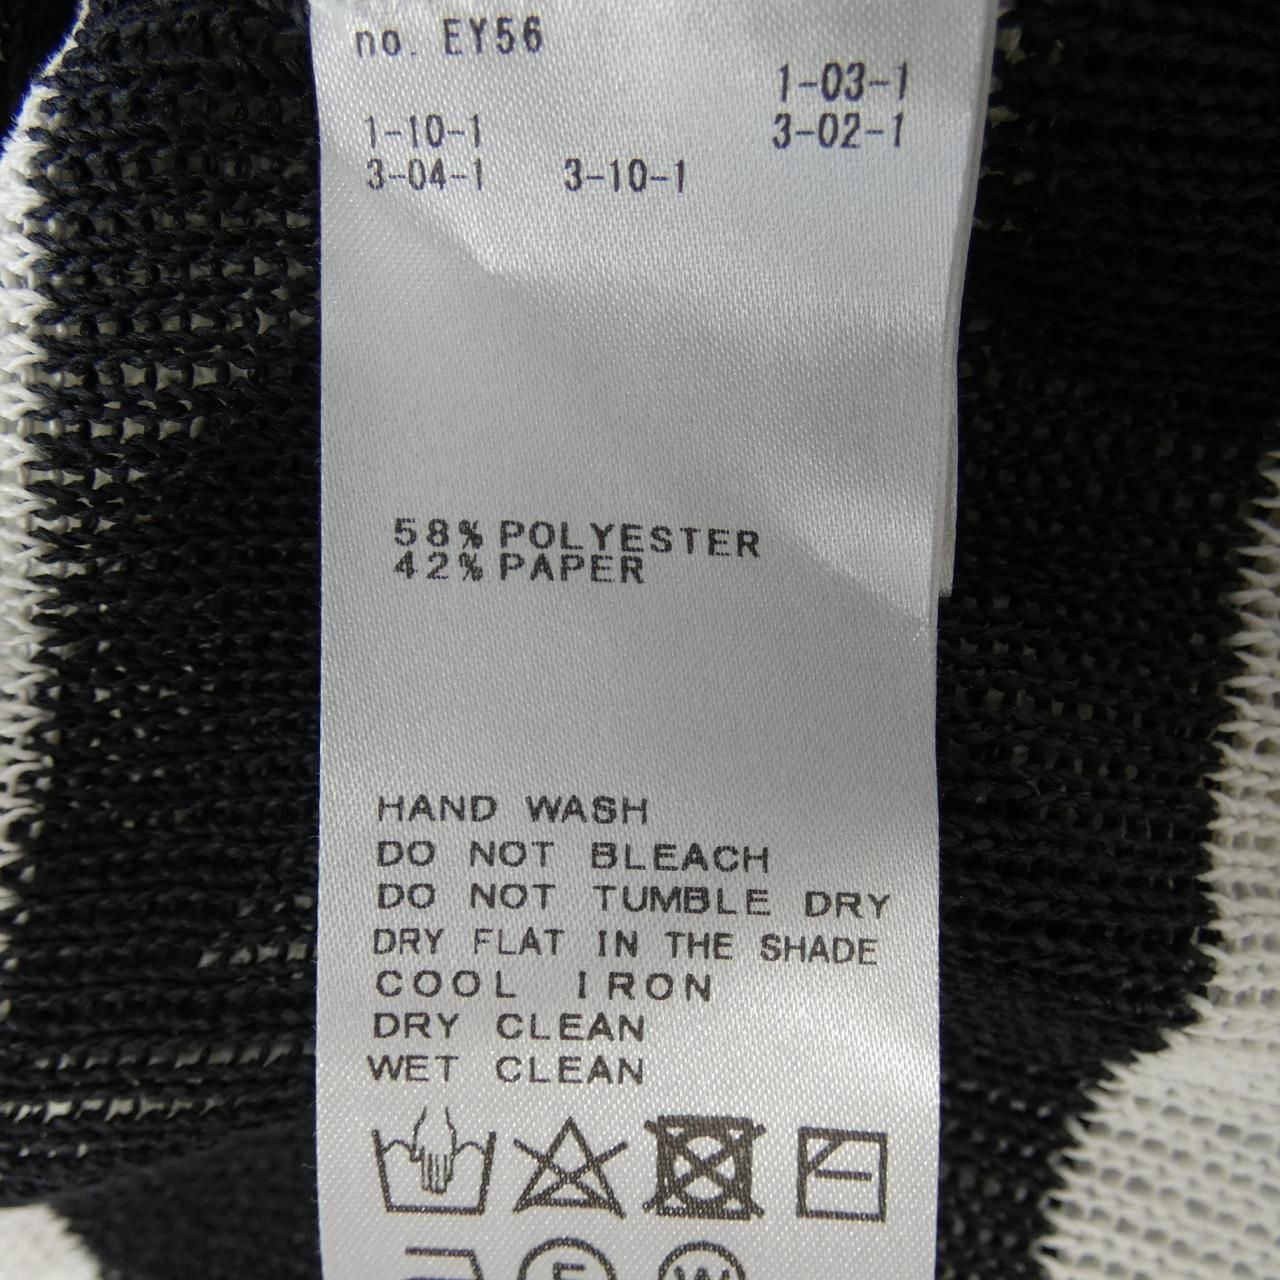 no. EY56
1-03-1
1-10-1 3-02-1
3-04-1 3-10-1
58% POLYESTER
42% PAPER
HAND WASH
DO NOT BLEACH
DO NOT TUMBLE DRY
DRY FLAT IN THE SHADE
COOL IRON
DRY CLEAN
WET CLEAN
F W